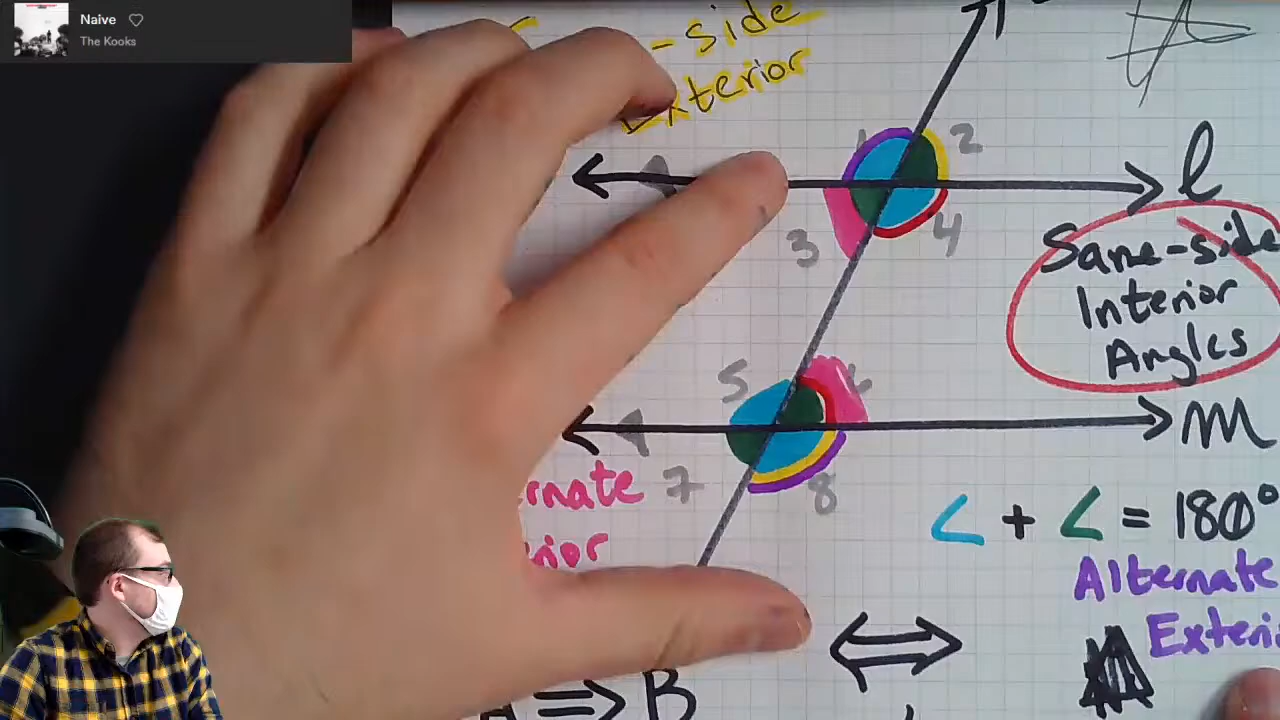 Naive
The Kooks
-side
Exterior
1
2
l
3
4
Same-side
Interior
Angles
5
6
m
rnate
7
8
rior
∠ + ∠ = 180°
Alternate
Exteri
A ⇒ B